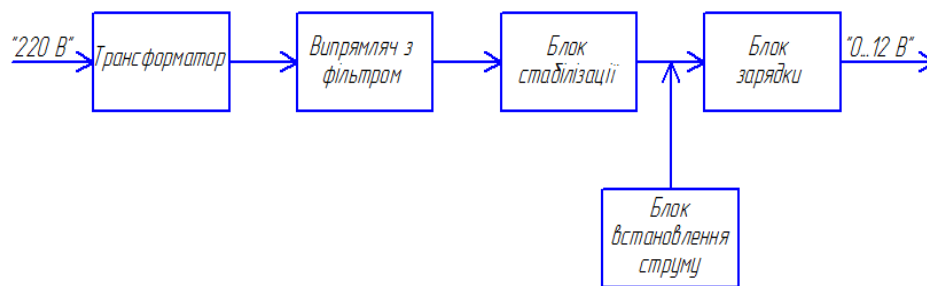 "220 В"
Трансформатор
Випрямляч з
фільтром
Блок
стабілізації
Блок
зарядки
"0...12 В"
Блок
встановлення
струму